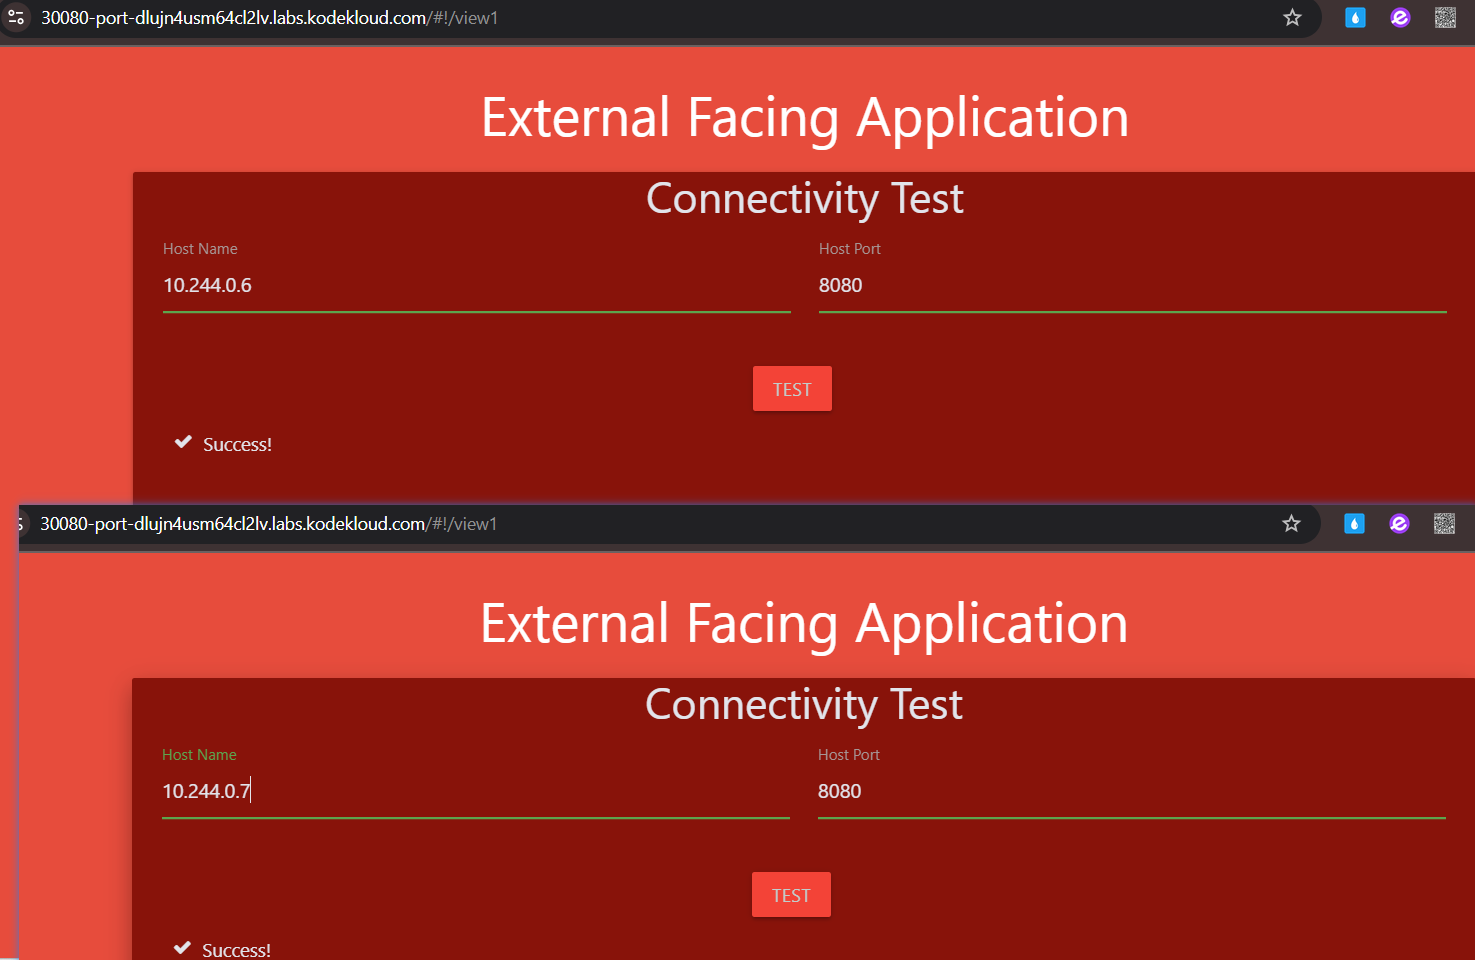 30080-port-dlujn4usm64cl2lv.labs.kodekloud.com/#!/view1
External Facing Application
Connectivity Test
Host Name
Host Port
10.244.0.6
8080
TEST
Success!
30080-port-dlujn4usm64cl2lv.labs.kodekloud.com/#!/view1
External Facing Application
Connectivity Test
Host Name
Host Port
10.244.0.7
8080
TEST
Success!